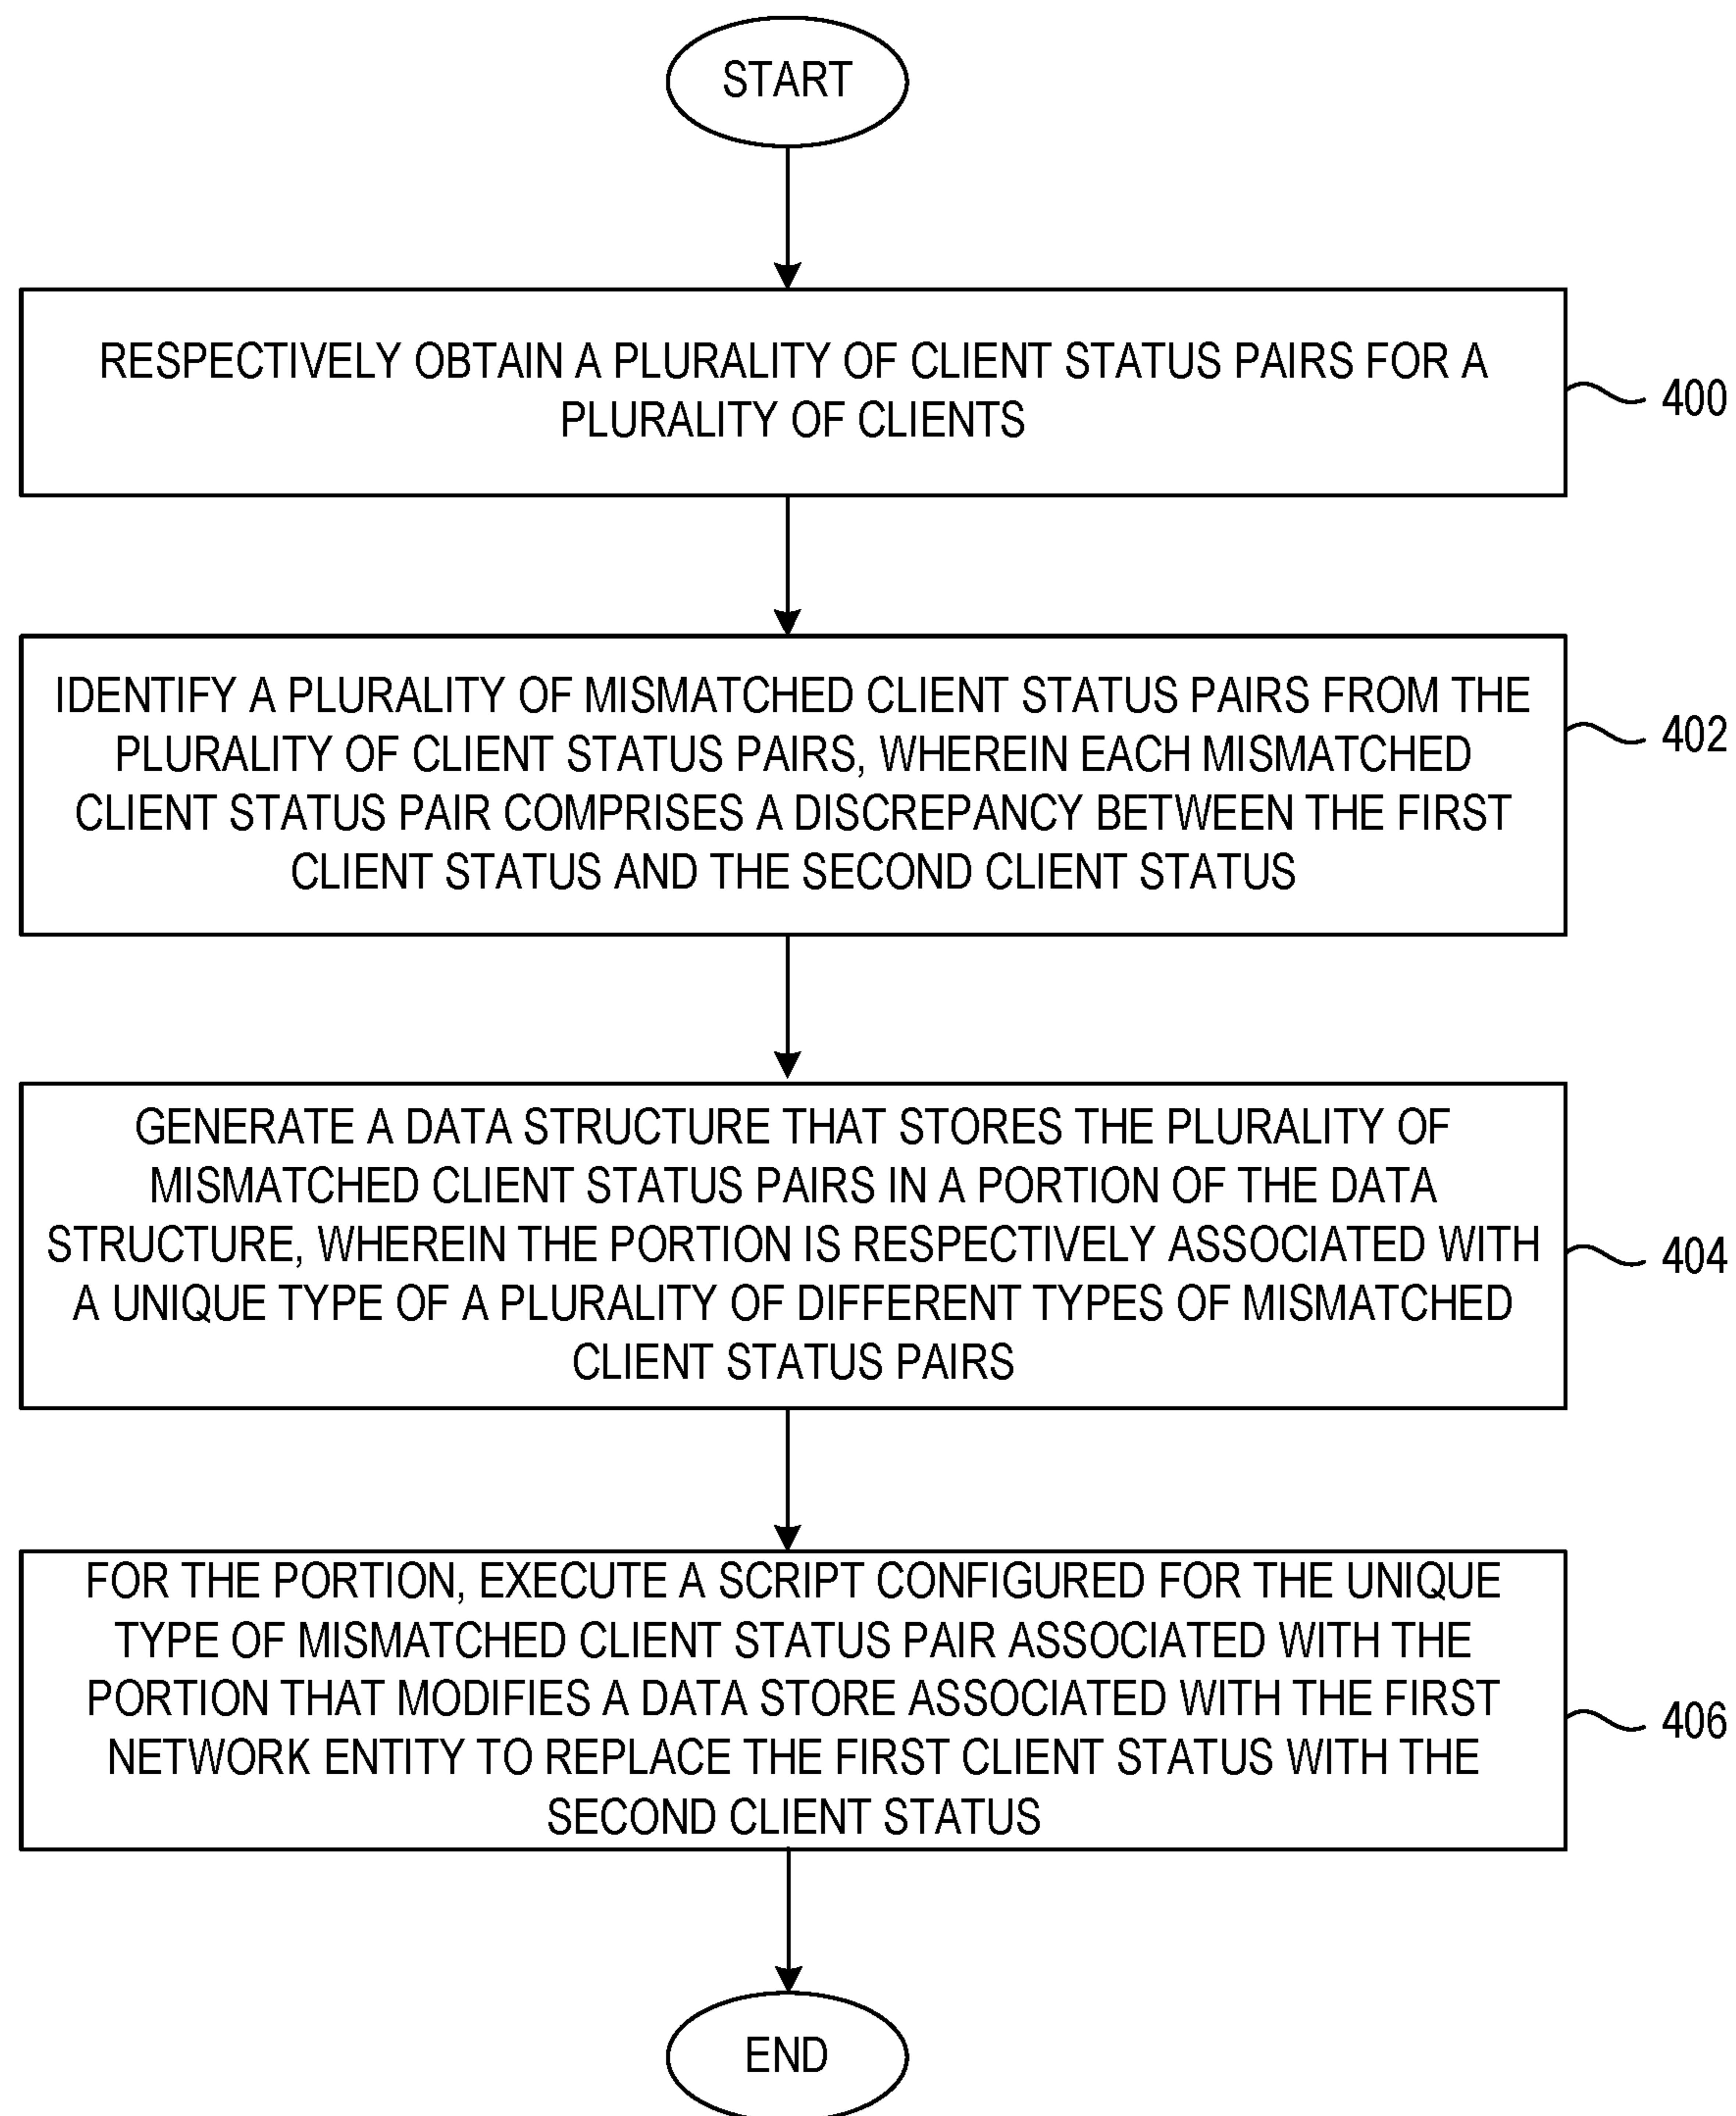 START
RESPECTIVELY OBTAIN A PLURALITY OF CLIENT STATUS PAIRS FOR A
PLURALITY OF CLIENTS
400
IDENTIFY A PLURALITY OF MISMATCHED CLIENT STATUS PAIRS FROM THE
PLURALITY OF CLIENT STATUS PAIRS, WHEREIN EACH MISMATCHED
CLIENT STATUS PAIR COMPRISES A DISCREPANCY BETWEEN THE FIRST
CLIENT STATUS AND THE SECOND CLIENT STATUS
402
GENERATE A DATA STRUCTURE THAT STORES THE PLURALITY OF
MISMATCHED CLIENT STATUS PAIRS IN A PORTION OF THE DATA
STRUCTURE, WHEREIN THE PORTION IS RESPECTIVELY ASSOCIATED WITH
A UNIQUE TYPE OF A PLURALITY OF DIFFERENT TYPES OF MISMATCHED
CLIENT STATUS PAIRS
404
FOR THE PORTION, EXECUTE A SCRIPT CONFIGURED FOR THE UNIQUE
TYPE OF MISMATCHED CLIENT STATUS PAIR ASSOCIATED WITH THE
PORTION THAT MODIFIES A DATA STORE ASSOCIATED WITH THE FIRST
NETWORK ENTITY TO REPLACE THE FIRST CLIENT STATUS WITH THE
SECOND CLIENT STATUS
406
END